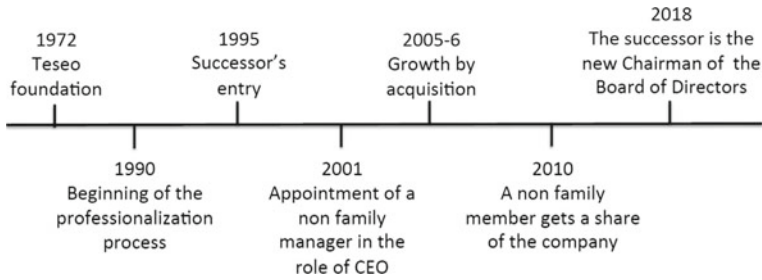 1972
Teseo
foundation
1995
Successor's
entry
2005-6
Growth by
acquisition
2018
The successor is the
new Chairman of the
Board of Directors
1990
Beginning of the
professionalization
process
2001
Appointment of a
non family
manager in the
role of CEO
2010
A non family
member gets a share
of the company